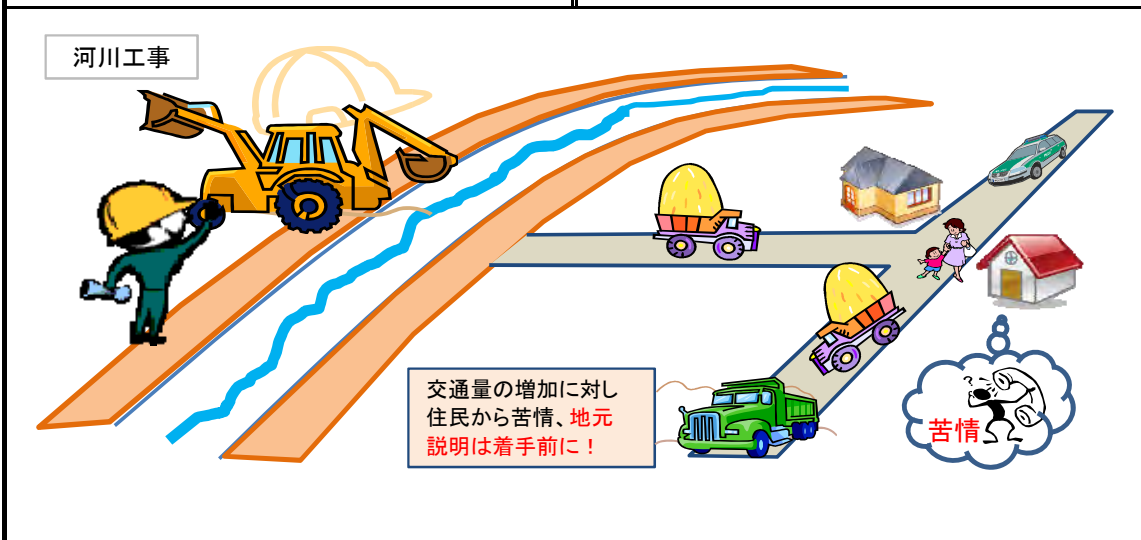 河川工事
交通量の増加に対し
住民から苦情、地元
説明は着手前に！
苦情